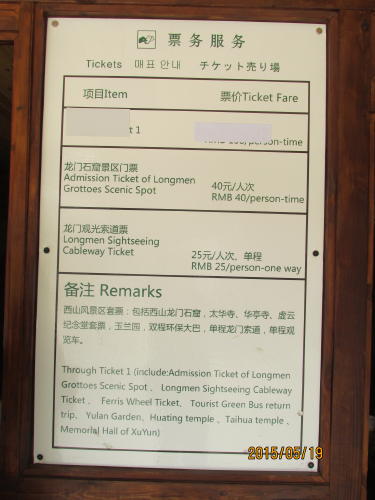 票务服务
Tickets 매표 안내 チケット売り場
项目Item 票价Ticket Fare
t 1 /person-time
龙门石窟景区门票
Admission Ticket of Longmen
Grottoes Scenic Spot
40元/人次
RMB 40/person-time
龙门观光索道票
Longmen Sightseeing
Cableway Ticket
25元/人次，单程
RMB 25/person-one way
备注 Remarks
西山风景区套票：包括西山龙门石窟，太华寺、华亭寺、虚云
纪念堂套票，玉兰园，双程环保大巴，单程龙门索道，单程观
览车。
Through Ticket 1 (include:Admission Ticket of Longmen
Grottoes Scenic Spot 、 Longmen Sightseeing Cableway
Ticket 、 Ferris Wheel Ticket、 Tourist Green Bus return
trip、 Yulan Garden、Huating temple 、Taihua temple 、
Memorial Hall of XuYun)
2015/05/19